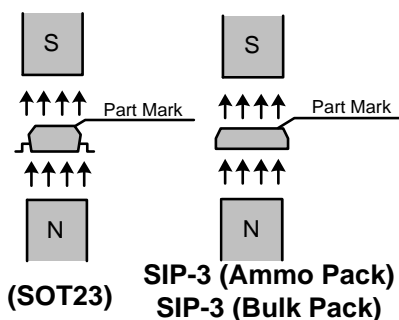 S
S
Part Mark
Part Mark
N
N
(SOT23)
SIP-3 (Ammo Pack)
SIP-3 (Bulk Pack)